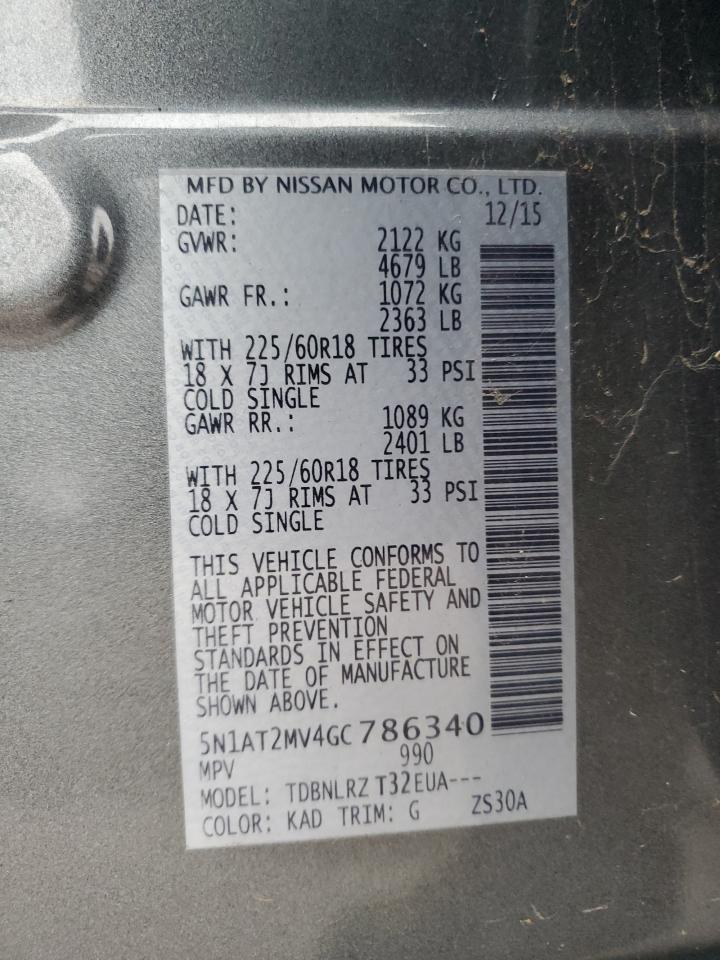 MFD BY NISSAN MOTOR CO., LTD.
DATE: 12/15
GVWR: 2122 KG
4679 LB
GAWR FR.: 1072 KG
2363 LB
WITH 225/60R18 TIRES
18 X 7J RIMS AT 33 PSI
COLD SINGLE
GAWR RR.: 1089 KG
2401 LB
WITH 225/60R18 TIRES
18 X 7J RIMS AT 33 PSI
COLD SINGLE
THIS VEHICLE CONFORMS TO
ALL APPLICABLE FEDERAL
MOTOR VEHICLE SAFETY AND
THEFT PREVENTION
STANDARDS IN EFFECT ON
THE DATE OF MANUFACTURE
SHOWN ABOVE.
5N1AT2MV4GC 786340
MPV 990
MODEL: TDBNLRZ T32EUA---
COLOR: KAD TRIM: G ZS30A